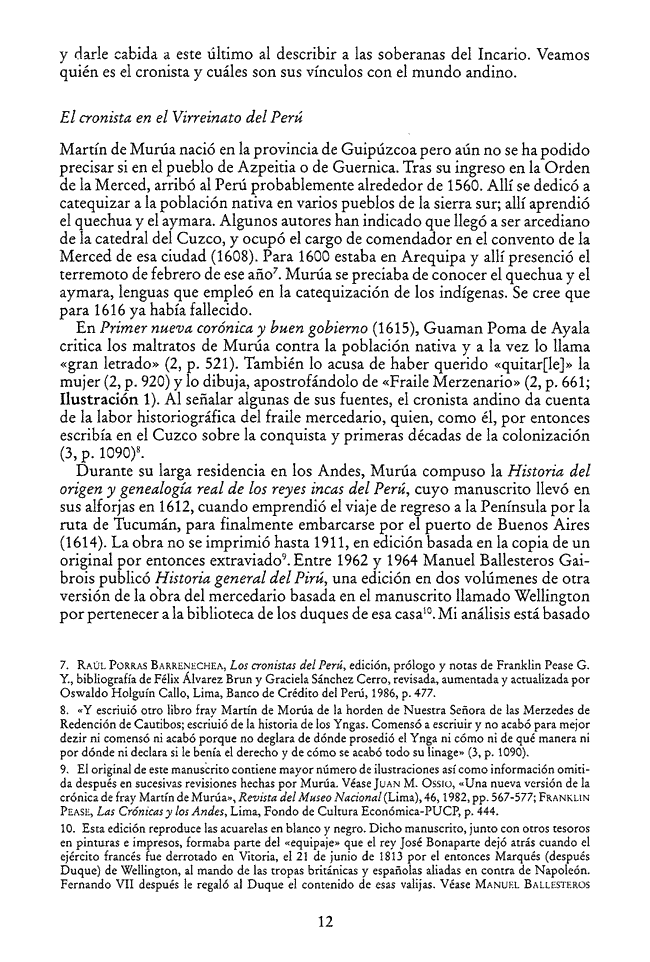 y darle cabida a este último al describir a las soberanas del Incario. Veamos
quién es el cronista y cuáles son sus vínculos con el mundo andino.
El cronista en el Virreinato del Perú
Martín de Murúa nació en la provincia de Guipúzcoa pero aún no se ha podido
precisar si en el pueblo de Azpeitia o de Guernica. Tras su ingreso en la Orden
de la Merced, arribó al Perú probablemente alrededor de 1560. Allí se dedicó a
catequizar a la población nativa en varios pueblos de la sierra sur; allí aprendió
el quechua y el aymara. Algunos autores han indicado que llegó a ser arcediano
de la catedral del Cuzco, y ocupó el cargo de comendador en el convento de la
Merced de esa ciudad (1608). Para 1600 estaba en Arequipa y allí presenció el
terremoto de febrero de ese año⁷. Murúa se preciaba de conocer el quechua y el
aymara, lenguas que empleó en la catequización de los indígenas. Se cree que
para 1616 ya había fallecido.
En Primer nueva corónica y buen gobierno (1615), Guaman Poma de Ayala
critica los maltratos de Murúa contra la población nativa y a la vez lo llama
«gran letrado» (2, p. 521). También lo acusa de haber querido «quitar[le]» la
mujer (2, p. 920) y lo dibuja, apostrofándolo de «Fraile Merzenario» (2, p. 661;
Ilustración 1). Al señalar algunas de sus fuentes, el cronista andino da cuenta
de la labor historiográfica del fraile mercedario, quien, como él, por entonces
escribía en el Cuzco sobre la conquista y primeras décadas de la colonización
(3, p. 1090)⁸.
Durante su larga residencia en los Andes, Murúa compuso la Historia del
origen y genealogía real de los reyes incas del Perú, cuyo manuscrito llevó en
sus alforjas en 1612, cuando emprendió el viaje de regreso a la Península por la
ruta de Tucumán, para finalmente embarcarse por el puerto de Buenos Aires
(1614). La obra no se imprimió hasta 1911, en edición basada en la copia de un
original por entonces extraviado⁹. Entre 1962 y 1964 Manuel Ballesteros Gai-
brois publicó Historia general del Pirú, una edición en dos volúmenes de otra
versión de la obra del mercedario basada en el manuscrito llamado Wellington
por pertenecer a la biblioteca de los duques de esa casa¹⁰. Mi análisis está basado
7. RAÚL PORRAS BARRENECHEA, Los cronistas del Perú, edición, prólogo y notas de Franklin Pease G.
Y., bibliografía de Félix Álvarez Brun y Graciela Sánchez Cerro, revisada, aumentada y actualizada por
Oswaldo Holguín Callo, Lima, Banco de Crédito del Perú, 1986, p. 477.
8. «Y escriuió otro libro fray Martín de Morúa de la horden de Nuestra Señora de las Merzedes de
Redención de Cautibos; escriuió de la historia de los Yngas. Comensó a escriuir y no acabó para mejor
dezir ni comensó ni acabó porque no deglara de dónde prosedió el Ynga ni cómo ni de qué manera ni
por dónde ni declara si le benía el derecho y de cómo se acabó todo su linage» (3, p. 1090).
9. El original de este manuscrito contiene mayor número de ilustraciones así como información omiti-
da después en sucesivas revisiones hechas por Murúa. Véase JUAN M. OSSIO, «Una nueva versión de la
crónica de fray Martín de Murúa», Revista del Museo Nacional (Lima), 46, 1982, pp. 567-577; FRANKLIN
PEASE, Las Crónicas y los Andes, Lima, Fondo de Cultura Económica-PUCP, p. 444.
10. Esta edición reproduce las acuarelas en blanco y negro. Dicho manuscrito, junto con otros tesoros
en pinturas e impresos, formaba parte del «equipaje» que el rey José Bonaparte dejó atrás cuando el
ejército francés fue derrotado en Vitoria, el 21 de junio de 1813 por el entonces Marqués (después
Duque) de Wellington, al mando de las tropas británicas y españolas aliadas en contra de Napoleón.
Fernando VII después le regaló al Duque el contenido de esas valijas. Véase MANUEL BALLESTEROS
12